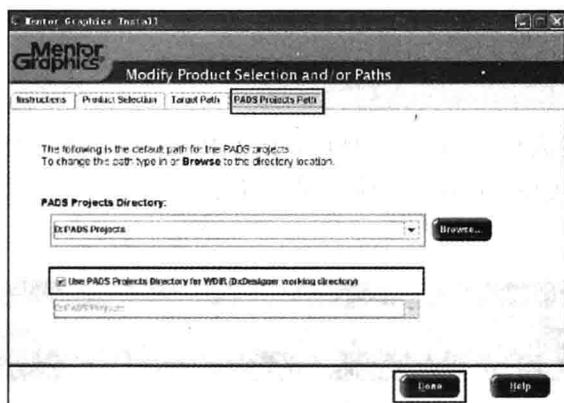 Mentor Graphics Install
Mentor
Graphics
Modify Product Selection and/or Paths
Instructions Product Selection Target Path PADS Projects Path
The following is the default path for the PADS projects.
To change this path type in or Browse to the directory location.
PADS Projects Directory:
D:\PADS Projects
Browse...
Use PADS Projects Directory for WDIR (DxDesigner working directory)
D:\PADS Projects
Done Help